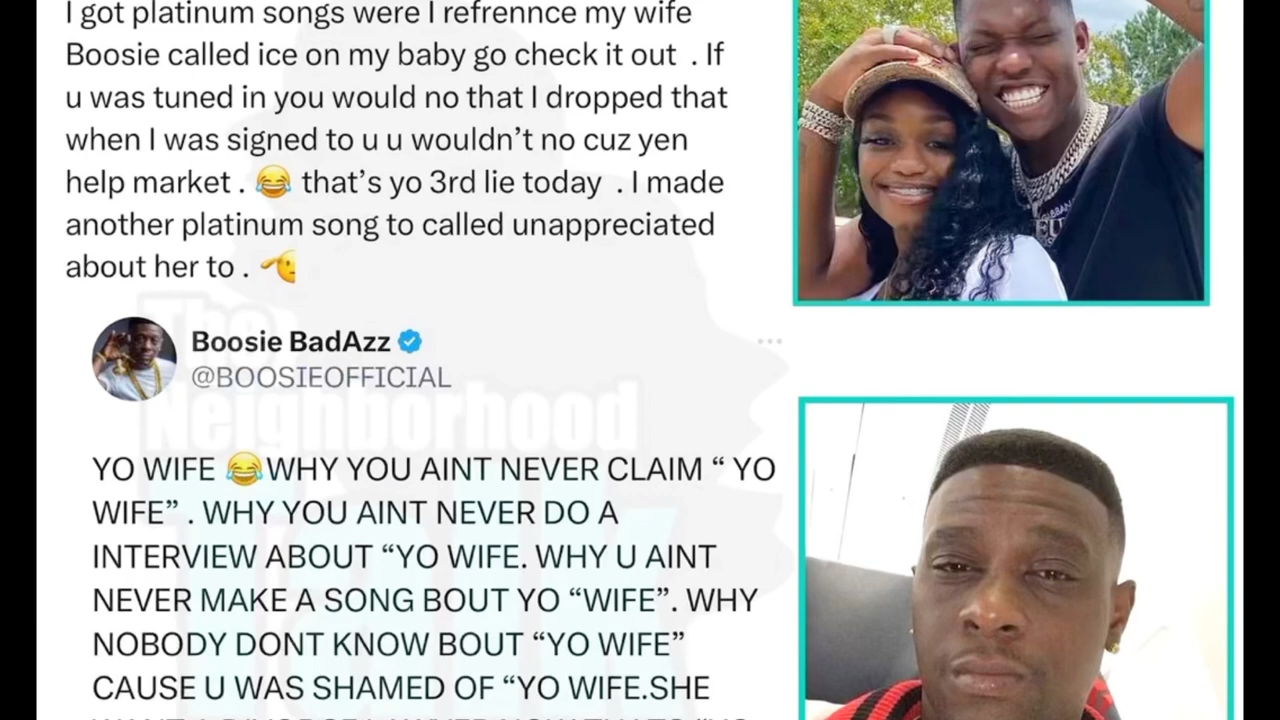 I got platinum songs were I refrennce my wife
Boosie called ice on my baby go check it out . If
u was tuned in you would no that I dropped that
when I was signed to u u wouldn’t no cuz yen
help market . 😂 that’s yo 3rd lie today . I made
another platinum song to called unappreciated
about her to . 🫡
The
Neighborhood
Talk
Boosie BadAzz
@BOOSIEOFFICIAL
YO WIFE 😂WHY YOU AINT NEVER CLAIM “ YO
WIFE” . WHY YOU AINT NEVER DO A
INTERVIEW ABOUT “YO WIFE. WHY U AINT
NEVER MAKE A SONG BOUT YO “WIFE”. WHY
NOBODY DONT KNOW BOUT “YO WIFE”
CAUSE U WAS SHAMED OF “YO WIFE.SHE